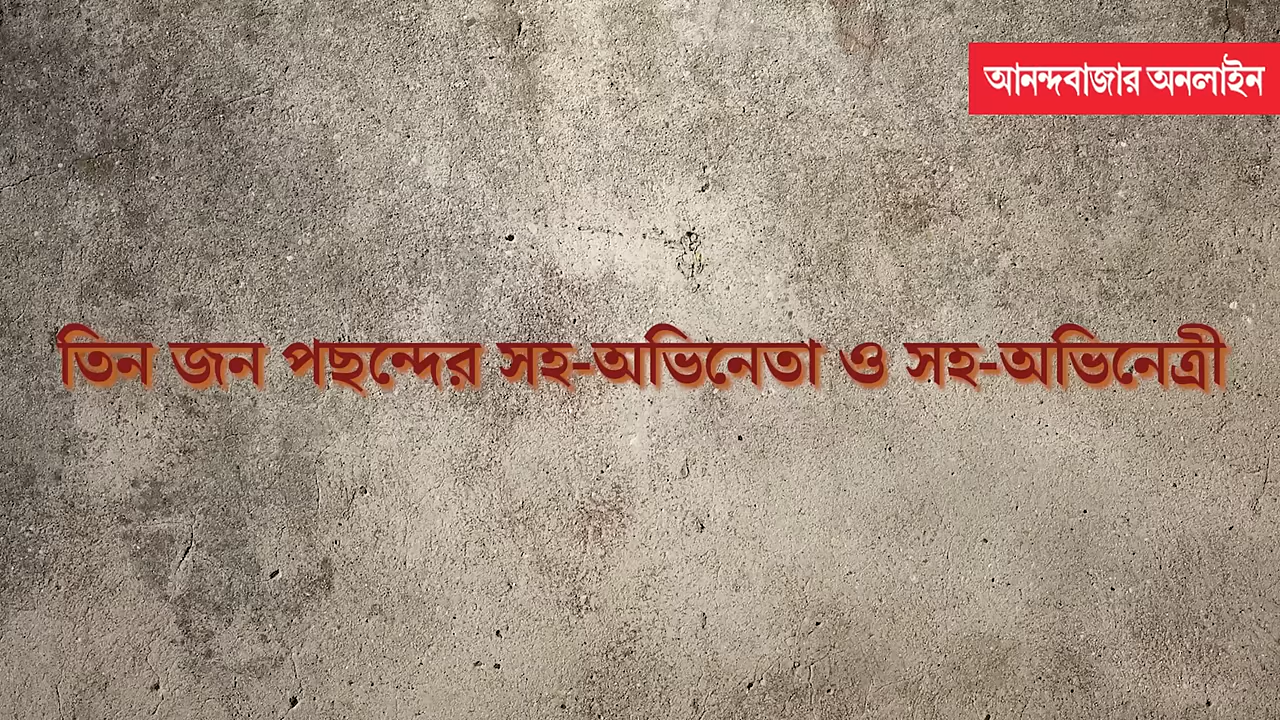 আনন্দবাজার অনলাইন
তিন জন পছন্দের সহ-অভিনেতা ও সহ-অভিনেত্রী